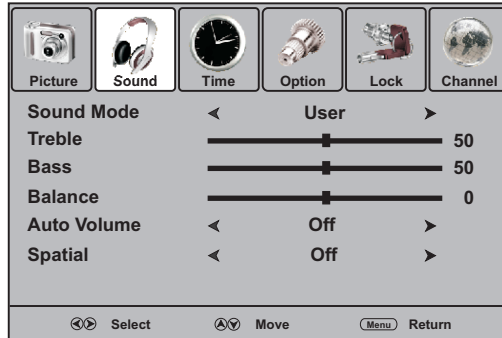 Picture Sound Time Option Lock Channel
Sound Mode User
Treble 50
Bass 50
Balance 0
Auto Volume Off
Spatial Off
Select Move Menu Return